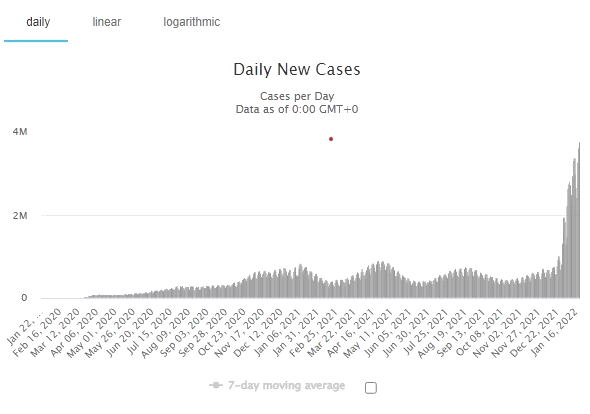 daily linear logarithmic
Daily New Cases
Cases per Day
Data as of 0:00 GMT+0
4M
2M
0
Jan 22, ...
Feb 16, 2020
Mar 12, 2020
Apr 06, 2020
May 01, 2020
May 26, 2020
Jun 20, 2020
Jul 15, 2020
Aug 09, 2020
Sep 03, 2020
Sep 28, 2020
Oct 23, 2020
Nov 17, 2020
Dec 12, 2020
Jan 06, 2021
Jan 31, 2021
Feb 25, 2021
Mar 22, 2021
Apr 16, 2021
May 11, 2021
Jun 05, 2021
Jun 30, 2021
Jul 25, 2021
Aug 19, 2021
Sep 13, 2021
Oct 08, 2021
Nov 02, 2021
Nov 27, 2021
Dec 22, 2021
Jan 16, 2022
7-day moving average